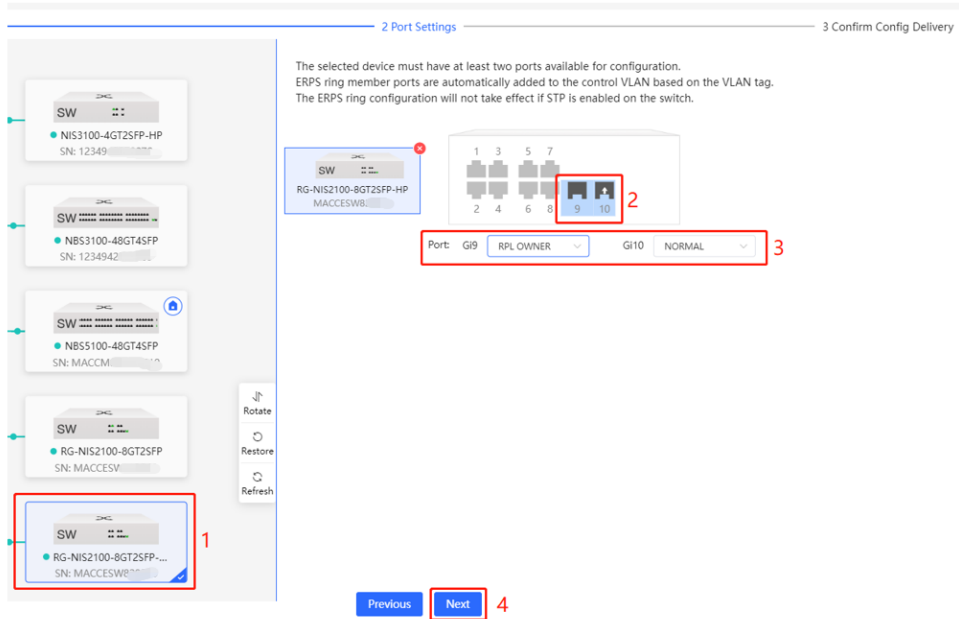 2 Port Settings
3 Confirm Config Delivery
The selected device must have at least two ports available for configuration.
ERPS ring member ports are automatically added to the control VLAN based on the VLAN tag.
The ERPS ring configuration will not take effect if STP is enabled on the switch.
SW
NIS3100-4GT2SFP-HP
SN: 12349
SW
NBS3100-48GT4SFP
SN: 1234942
SW
NBS5100-48GT4SFP
SN: MACCM
SW
RG-NIS2100-8GT2SFP
SN: MACCESW
SW
RG-NIS2100-8GT2SFP-...
SN: MACCESW8
1
Rotate
Restore
Refresh
SW
RG-NIS2100-8GT2SFP-HP
MACCESW8
1 3 5 7
2 4 6 8 9 10
2
Port: Gi9 RPL OWNER Gi10 NORMAL
3
Previous Next
4